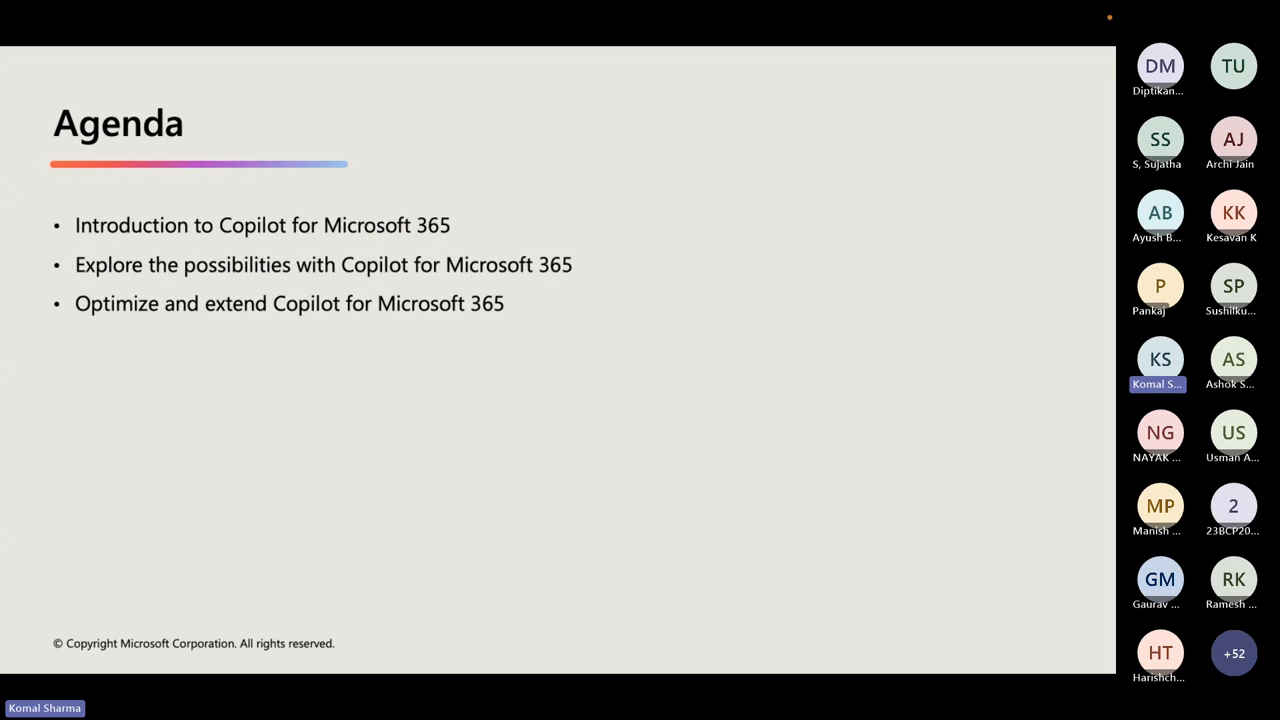 Agenda
• Introduction to Copilot for Microsoft 365
• Explore the possibilities with Copilot for Microsoft 365
• Optimize and extend Copilot for Microsoft 365
© Copyright Microsoft Corporation. All rights reserved.
Komal Sharma
DM
Diptikan...
TU
SS
S, Sujatha
AJ
Archi Jain
AB
Ayush B...
KK
Kesavan K
P
Pankaj
SP
Sushilku...
KS
Komal S...
AS
Ashok S...
NG
NAYAK ...
US
Usman A...
MP
Manish ...
2
23BCP20...
GM
Gaurav ...
RK
Ramesh ...
HT
Harishch...
+52